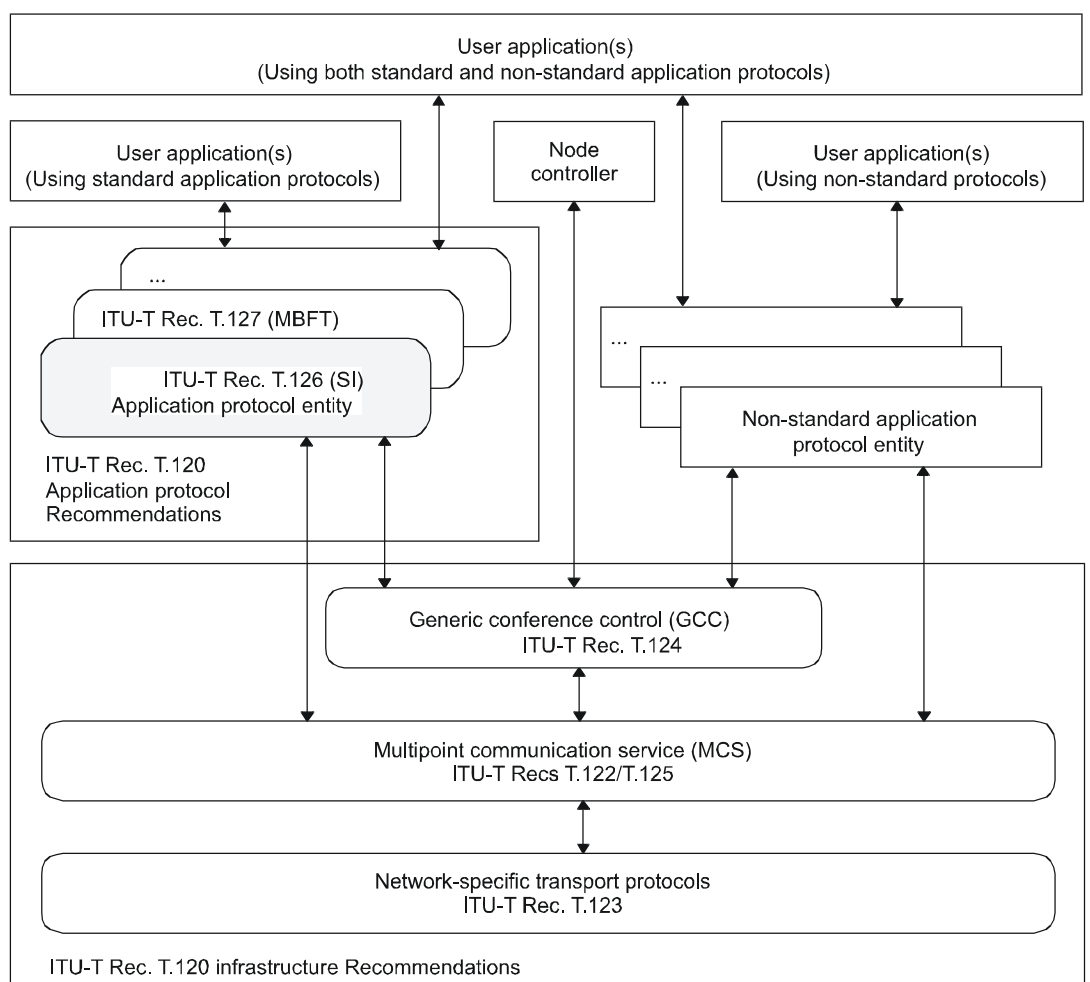 User application(s)
(Using both standard and non-standard application protocols)
User application(s)
(Using standard application protocols)
Node
controller
User application(s)
(Using non-standard protocols)
...
ITU-T Rec. T.127 (MBFT)
ITU-T Rec. T.126 (SI)
Application protocol entity
ITU-T Rec. T.120
Application protocol
Recommendations
...
...
Non-standard application
protocol entity
Generic conference control (GCC)
ITU-T Rec. T.124
Multipoint communication service (MCS)
ITU-T Recs T.122/T.125
Network-specific transport protocols
ITU-T Rec. T.123
ITU-T Rec. T.120 infrastructure Recommendations